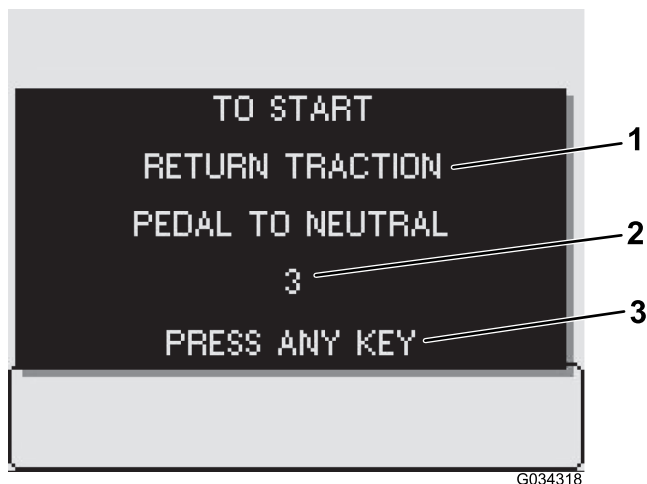 TO START
RETURN TRACTION
1
PEDAL TO NEUTRAL
2
3
PRESS ANY KEY
3
G034318